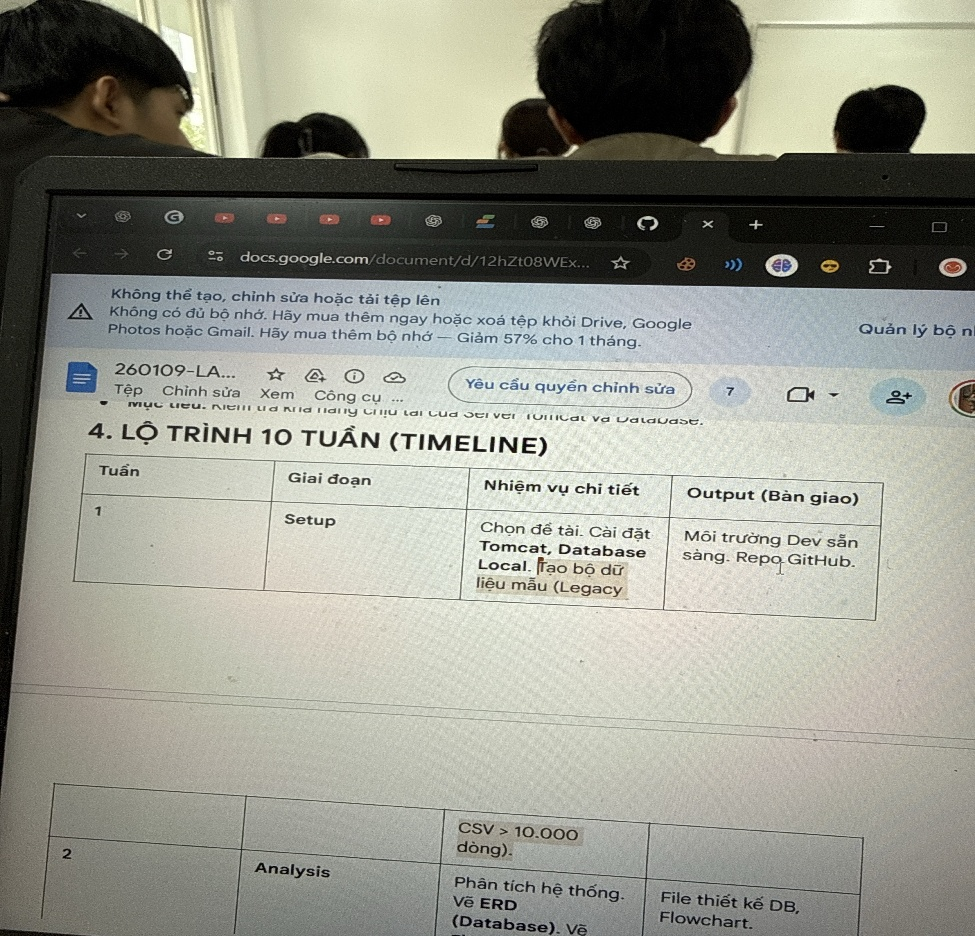 docs.google.com/document/d/12hZt08WEx...
Không thể tạo, chỉnh sửa hoặc tải tệp lên
Không có đủ bộ nhớ. Hãy mua thêm ngay hoặc xoá tệp khỏi Drive, Google
Photos hoặc Gmail. Hãy mua thêm bộ nhớ — Giảm 57% cho 1 tháng.
Quản lý bộ
260109-LA...
Tệp Chỉnh sửa Xem Công cụ ...
Yêu cầu quyền chỉnh sửa
7
Mục tiêu: Kiểm tra khả năng chịu tải của Server Tomcat và Database.
4. LỘ TRÌNH 10 TUẦN (TIMELINE)
Tuần
Giai đoạn
Nhiệm vụ chi tiết
Output (Bàn giao)
1
Setup
Chọn đề tài. Cài đặt
Tomcat, Database
Local. Tạo bộ dữ
liệu mẫu (Legacy
Môi trường Dev sẵn
sàng. Repo GitHub.
CSV > 10.000
dòng).
2
Analysis
Phân tích hệ thống.
Vẽ ERD
(Database). Vẽ
File thiết kế DB,
Flowchart.